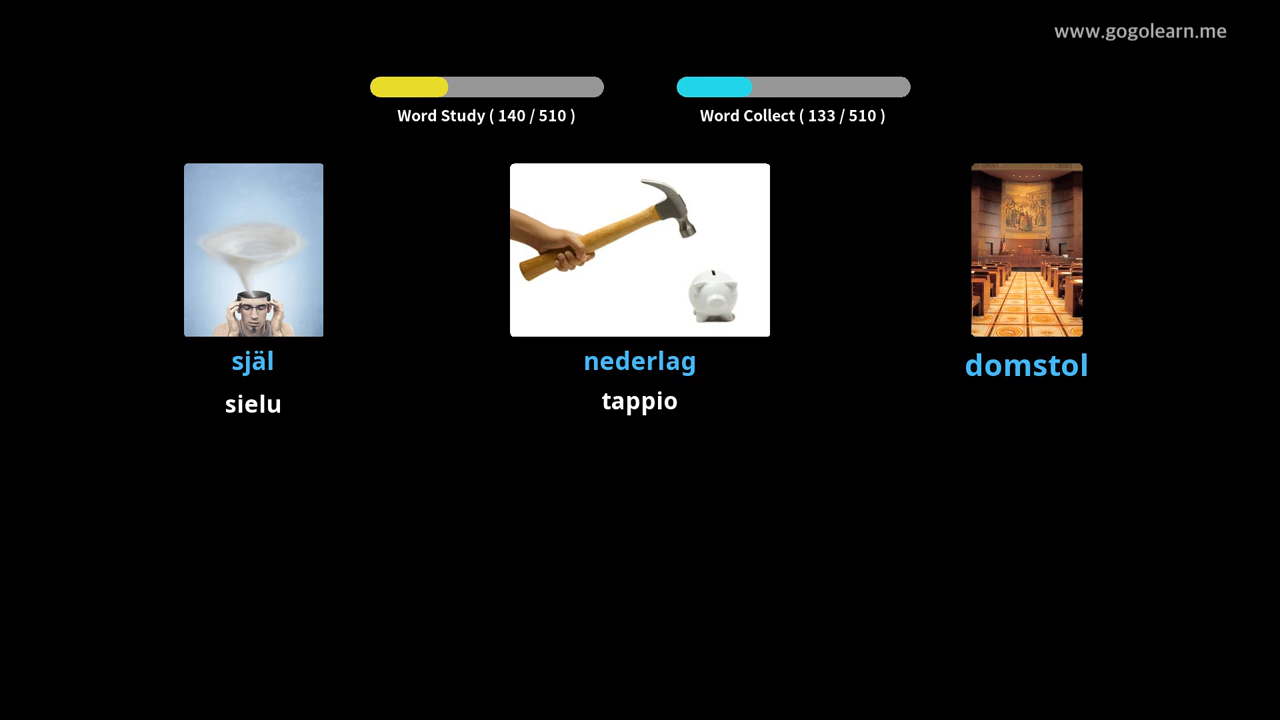 www.gogolearn.me
Word Study ( 140 / 510 )
Word Collect ( 133 / 510 )
själ
nederlag
domstol
sielu
tappio